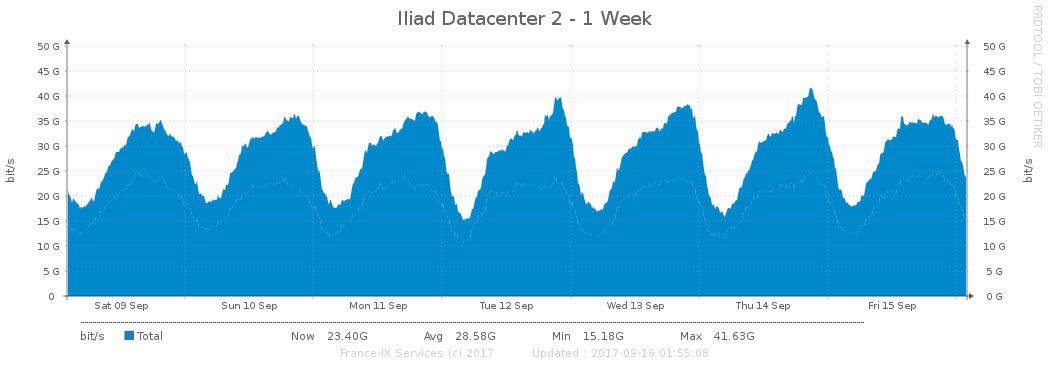 Iliad Datacenter 2 - 1 Week
RRDTOOL / TOBI OETIKER
bit/s
50 G 50 G
45 G 45 G
40 G 40 G
35 G 35 G
30 G 30 G
25 G 25 G
20 G 20 G
15 G 15 G
10 G 10 G
5 G 5 G
0 0 G
bit/s
Sat 09 Sep Sun 10 Sep Mon 11 Sep Tue 12 Sep Wed 13 Sep Thu 14 Sep Fri 15 Sep
bit/s Total Now 23.40G Avg 28.58G Min 15.18G Max 41.63G
France-IX Services (c) 2017 Updated : 2017-09-16 01:55:08